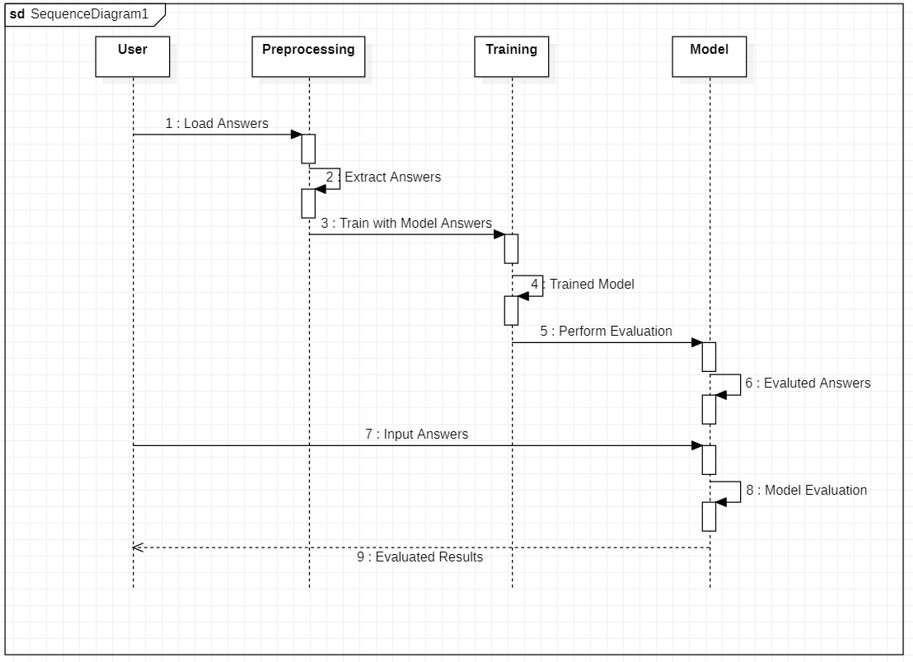 sd SequenceDiagram1
User Preprocessing Training Model
1 : Load Answers
2 : Extract Answers
3 : Train with Model Answers
4 : Trained Model
5 : Perform Evaluation
6 : Evaluted Answers
7 : Input Answers
8 : Model Evaluation
9 : Evaluated Results